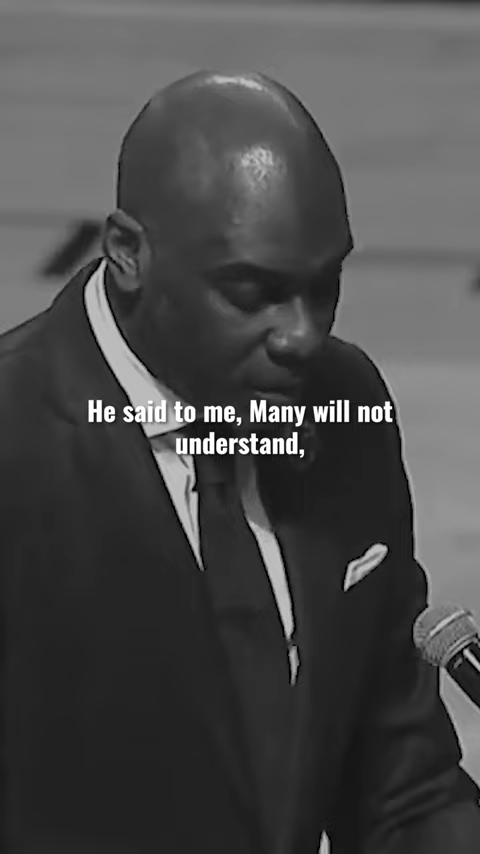 He said to me, Many will not
understand,